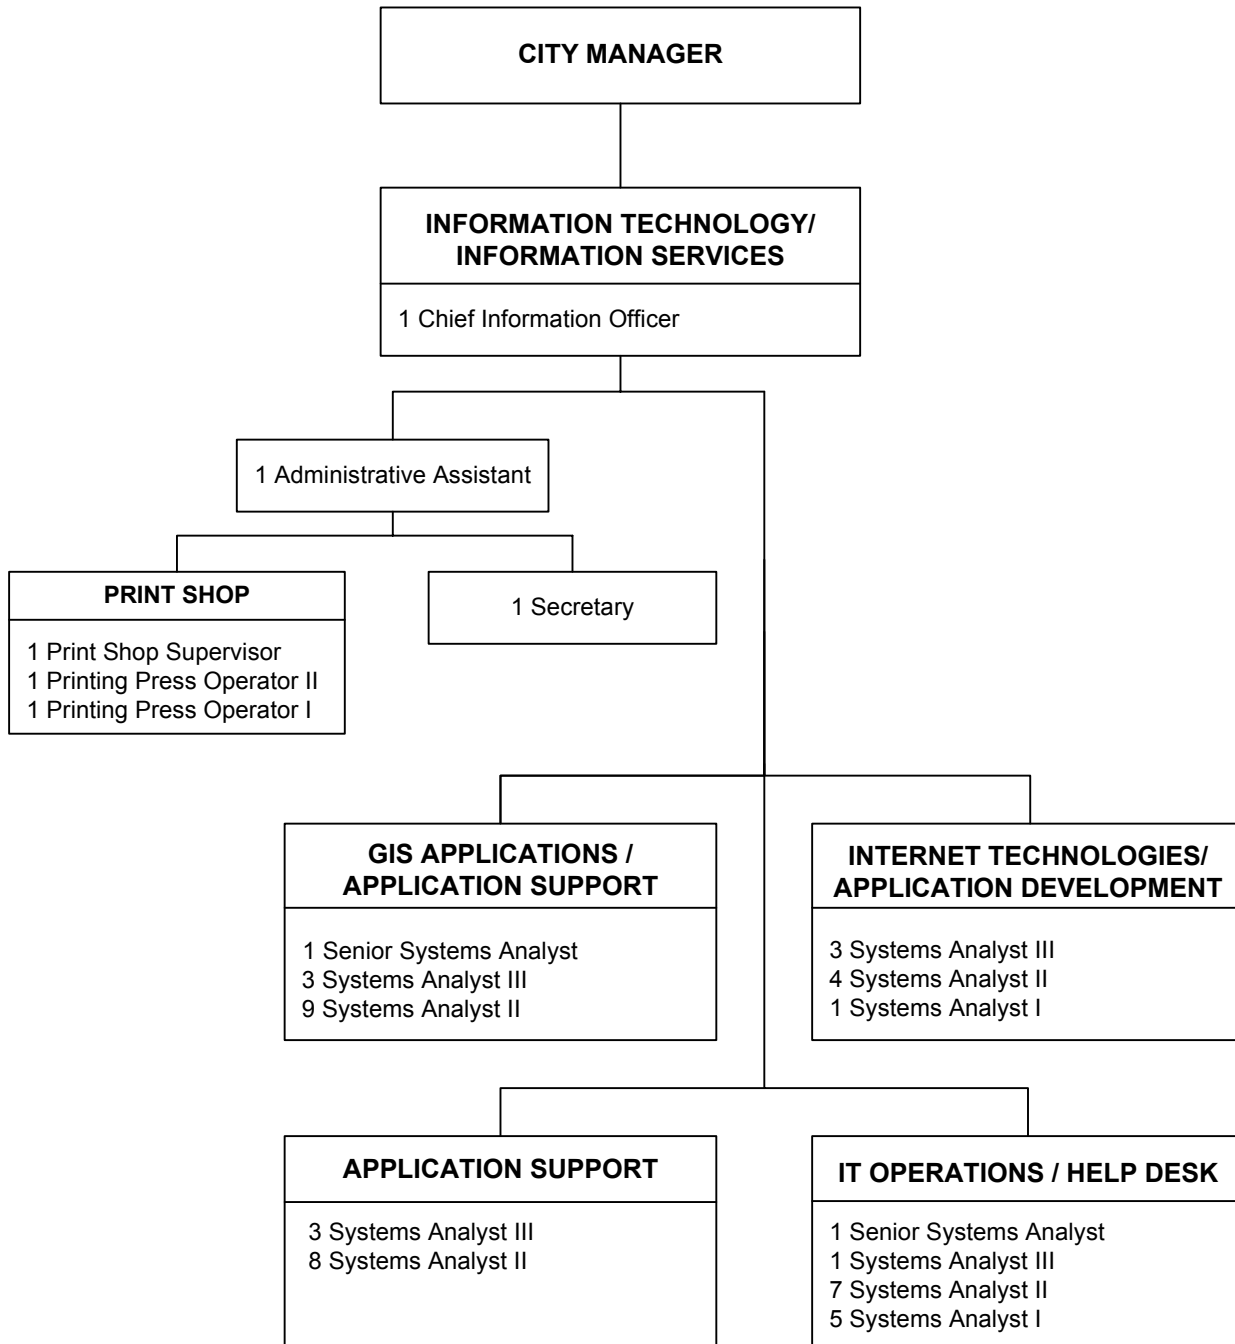 CITY MANAGER
INFORMATION TECHNOLOGY/
INFORMATION SERVICES
1 Chief Information Officer
1 Administrative Assistant
PRINT SHOP
1 Print Shop Supervisor
1 Printing Press Operator II
1 Printing Press Operator I
1 Secretary
GIS APPLICATIONS /
APPLICATION SUPPORT
1 Senior Systems Analyst
3 Systems Analyst III
9 Systems Analyst II
INTERNET TECHNOLOGIES/
APPLICATION DEVELOPMENT
3 Systems Analyst III
4 Systems Analyst II
1 Systems Analyst I
APPLICATION SUPPORT
3 Systems Analyst III
8 Systems Analyst II
IT OPERATIONS / HELP DESK
1 Senior Systems Analyst
1 Systems Analyst III
7 Systems Analyst II
5 Systems Analyst I